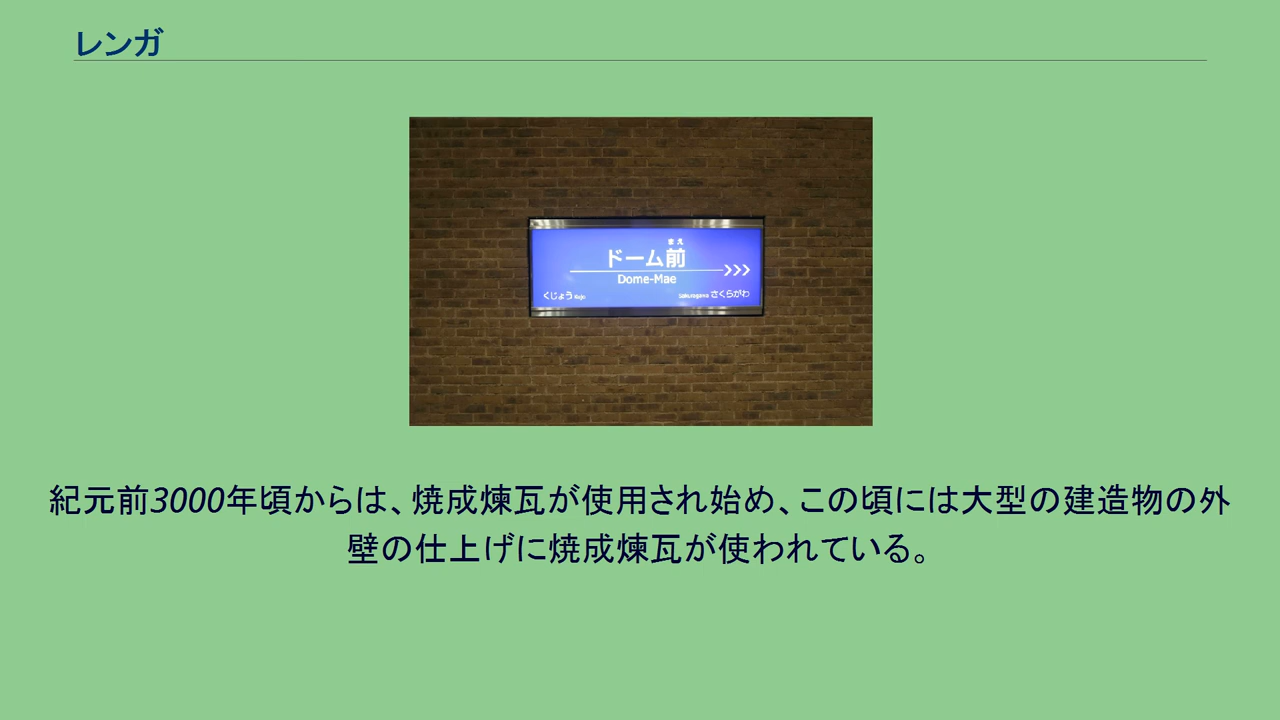 レンガ
まえ
ドーム前
Dome-Mae
くじょう Kujo
Sakuragawa さくらがわ
紀元前3000年頃からは、焼成煉瓦が使用され始め、この頃には大型の建造物の外
壁の仕上げに焼成煉瓦が使われている。